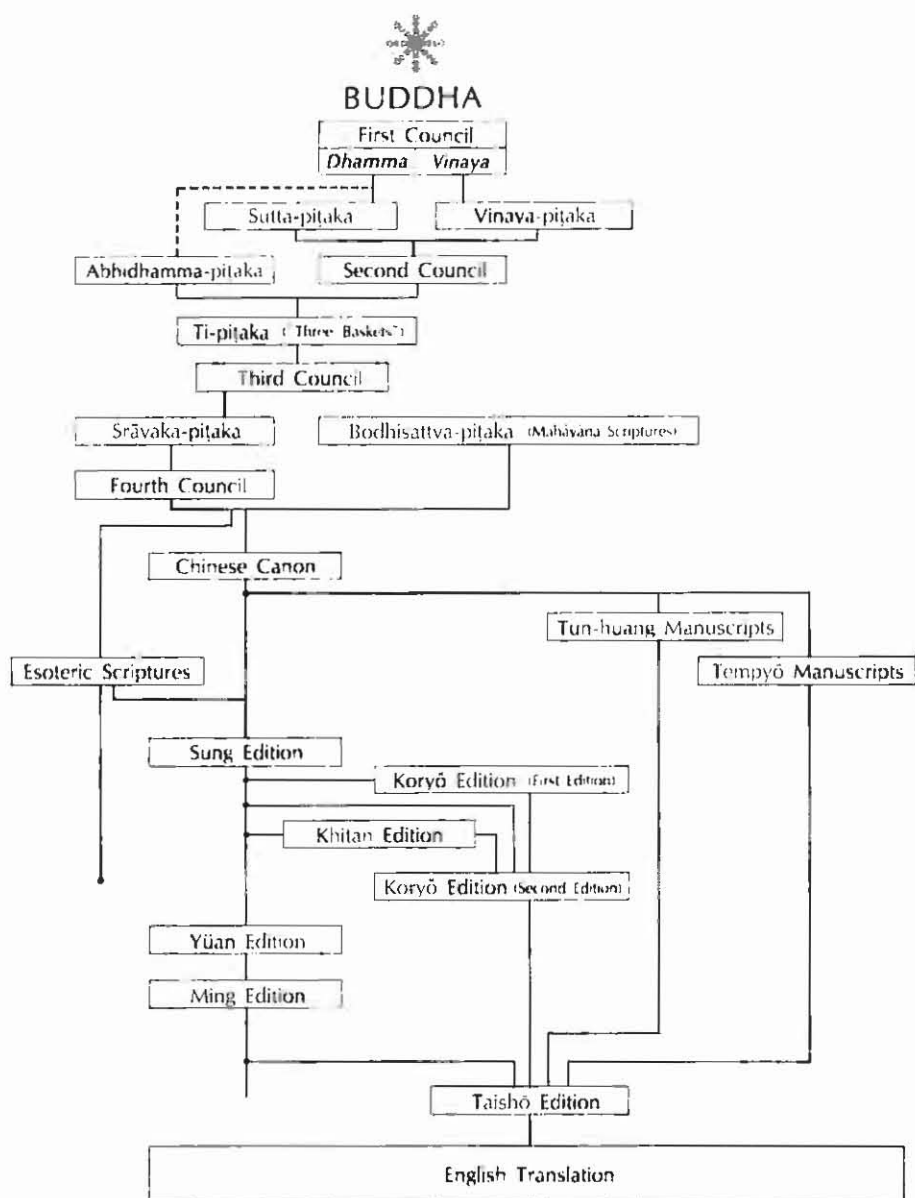 BUDDHA
First Council
Dhamma Vinaya
Sutta-piṭaka Vinaya-piṭaka
Abhidhamma-piṭaka Second Council
Ti-piṭaka ("Three Baskets")
Third Council
Śrāvaka-piṭaka Bodhisattva-piṭaka (Mahāyāna Scriptures)
Fourth Council
Chinese Canon
Tun-huang Manuscripts
Esoteric Scriptures Tempyō Manuscripts
Sung Edition
Koryŏ Edition (First Edition)
Khitan Edition
Koryŏ Edition (Second Edition)
Yüan Edition
Ming Edition
Taishō Edition
English Translation